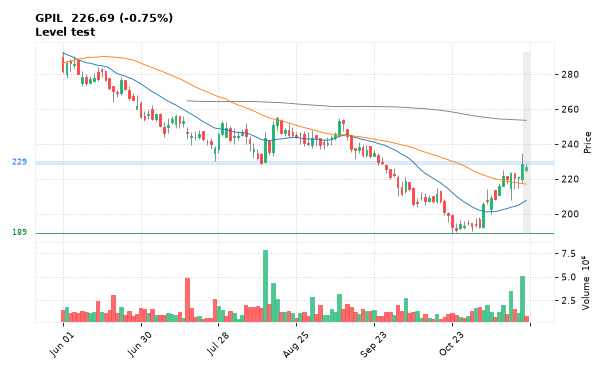 GPIL 226.69 (-0.75%)
Level test
280
260
240
229
220
200
189
Price
7.5
5.0
2.5
Volume 10⁶
Jun 01
Jun 30
Jul 28
Aug 25
Sep 23
Oct 23